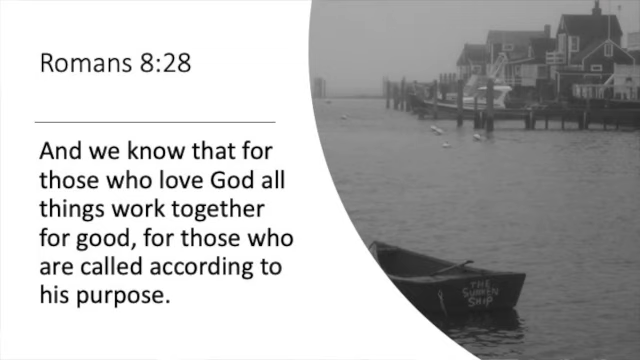 Romans 8:28
And we know that for
those who love God all
things work together
for good, for those who
are called according to
his purpose.
THE
SHIP